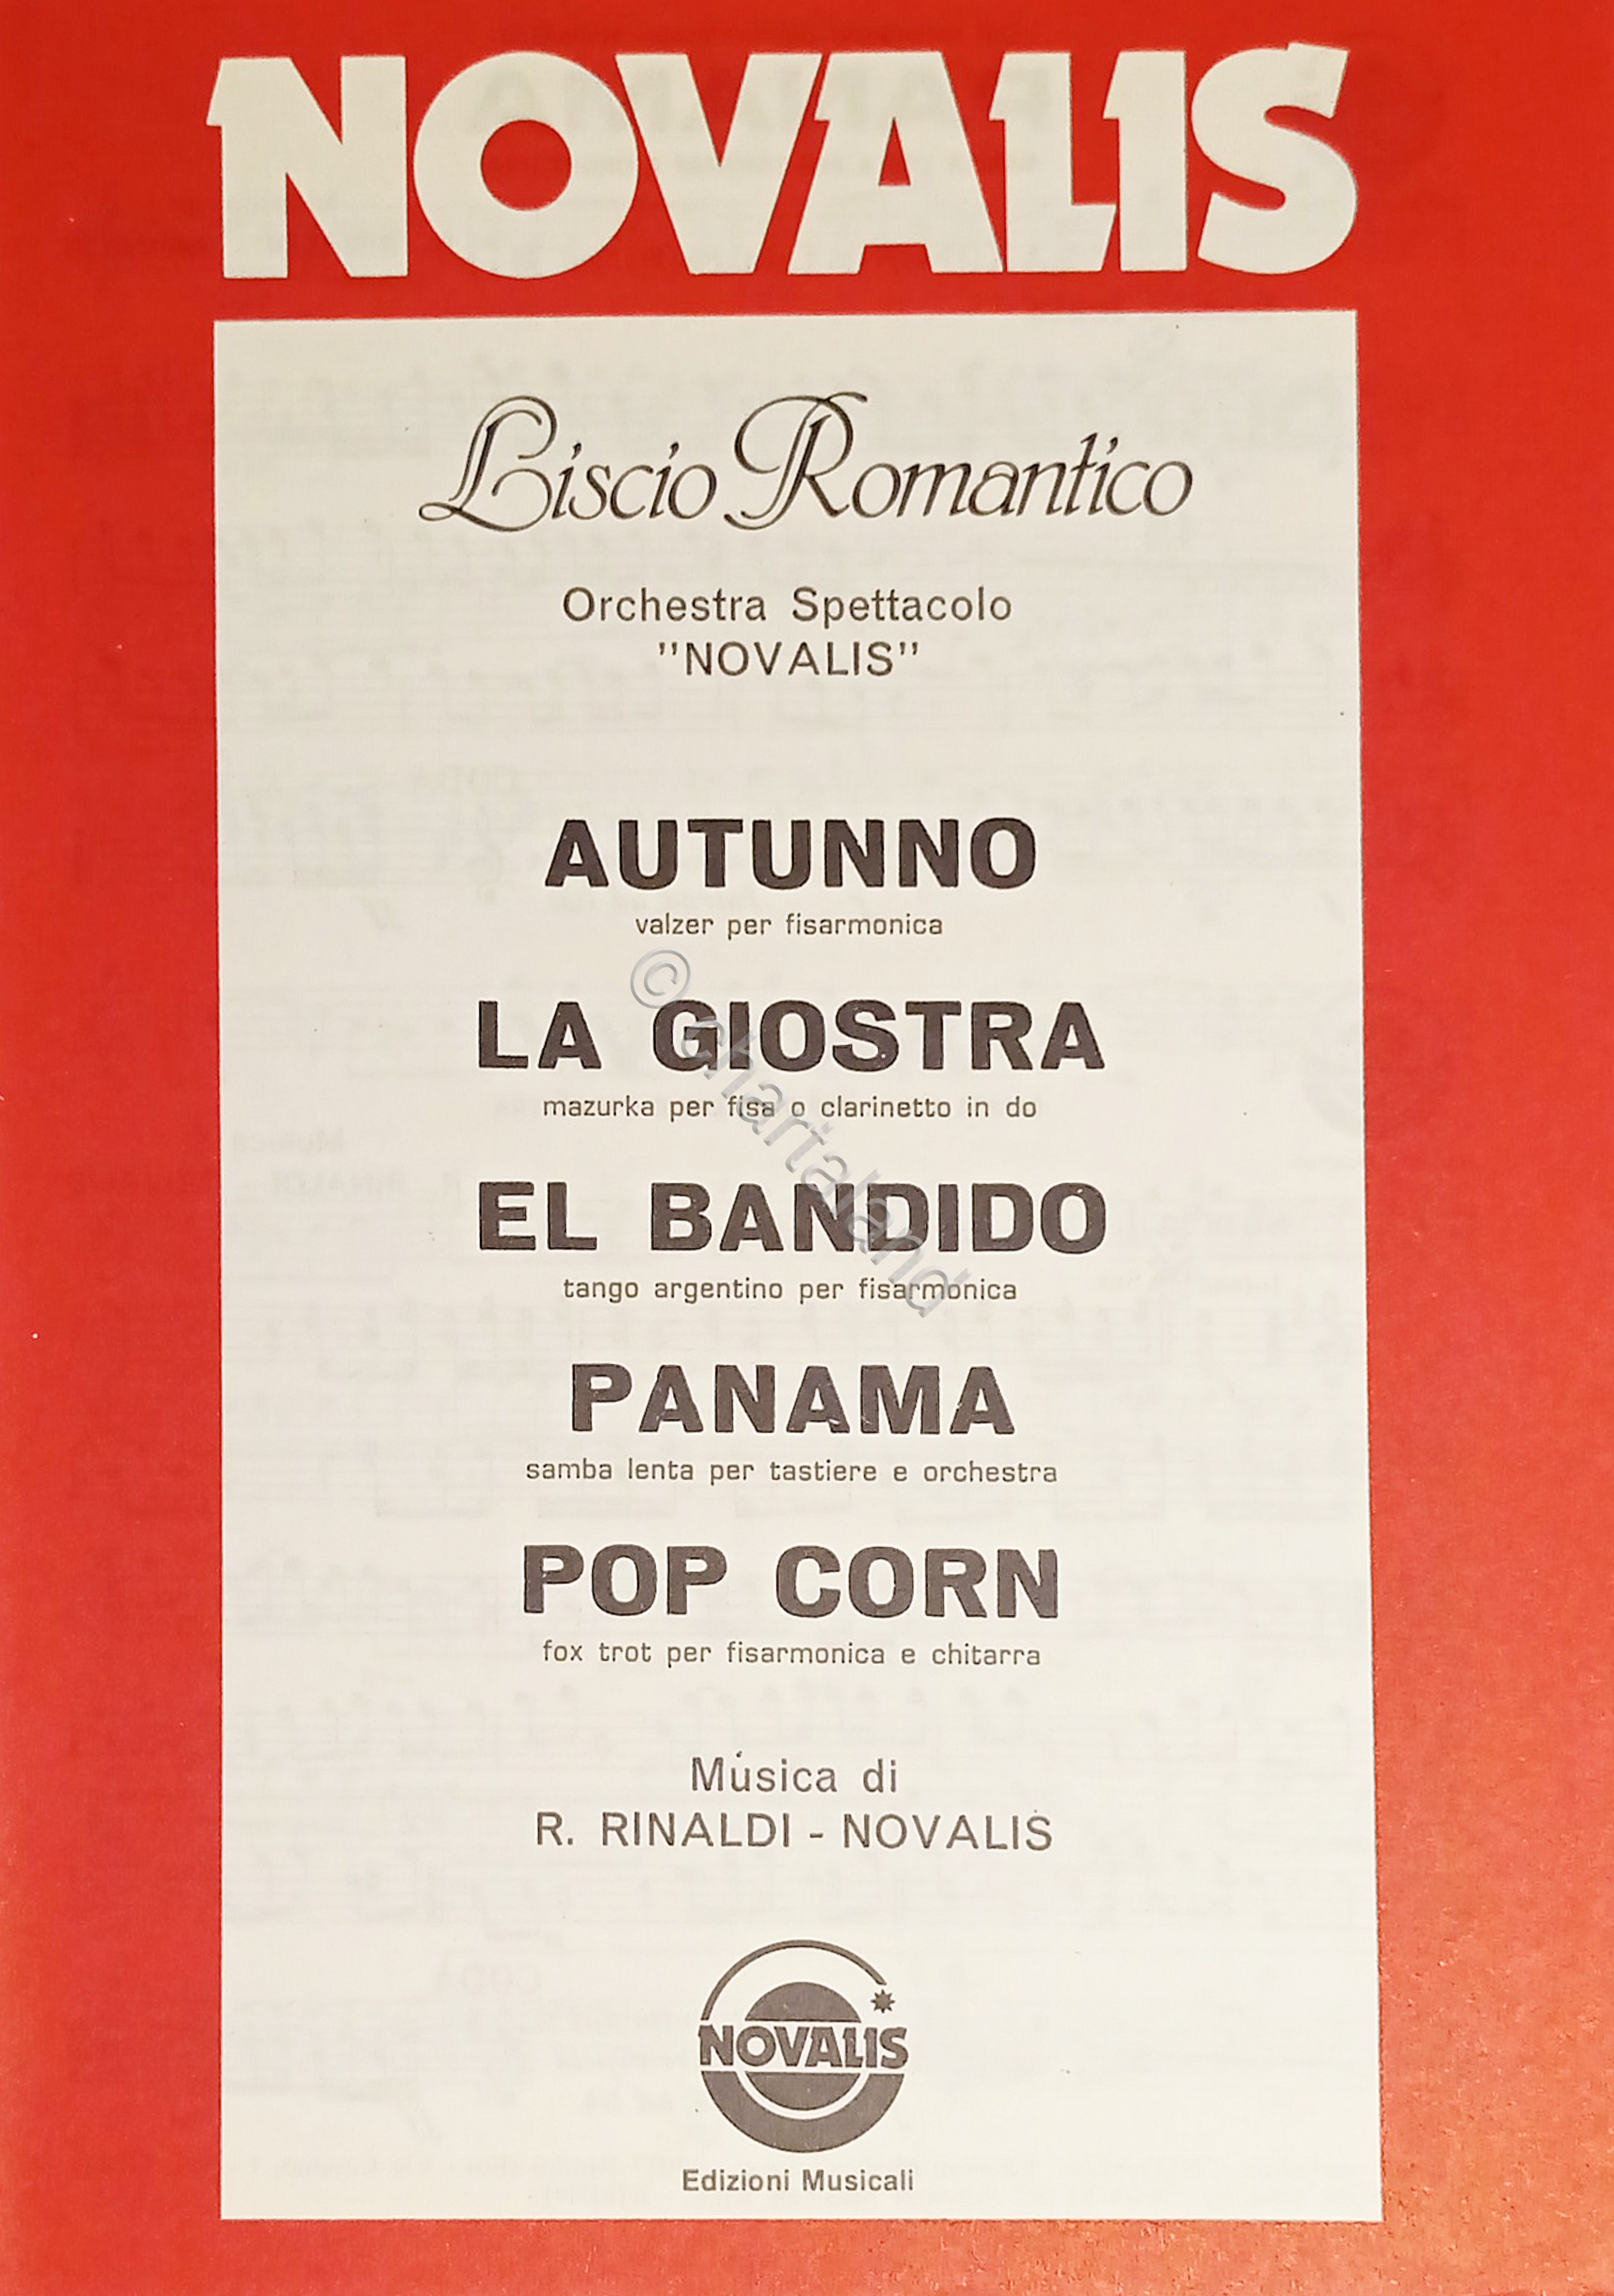 NOVALIS
Liscio Romantico
Orchestra Spettacolo
"NOVALIS"
AUTUNNO
valzer per fisarmonica
LA GIOSTRA
mazurka per fisa o clarinetto in do
EL BANDIDO
tango argentino per fisarmonica
PANAMA
samba lenta per tastiere e orchestra
POP CORN
fox trot per fisarmonica e chitarra
Musica di
R. RINALDI - NOVALIS
NOVALIS
Edizioni Musicali
© chartaland